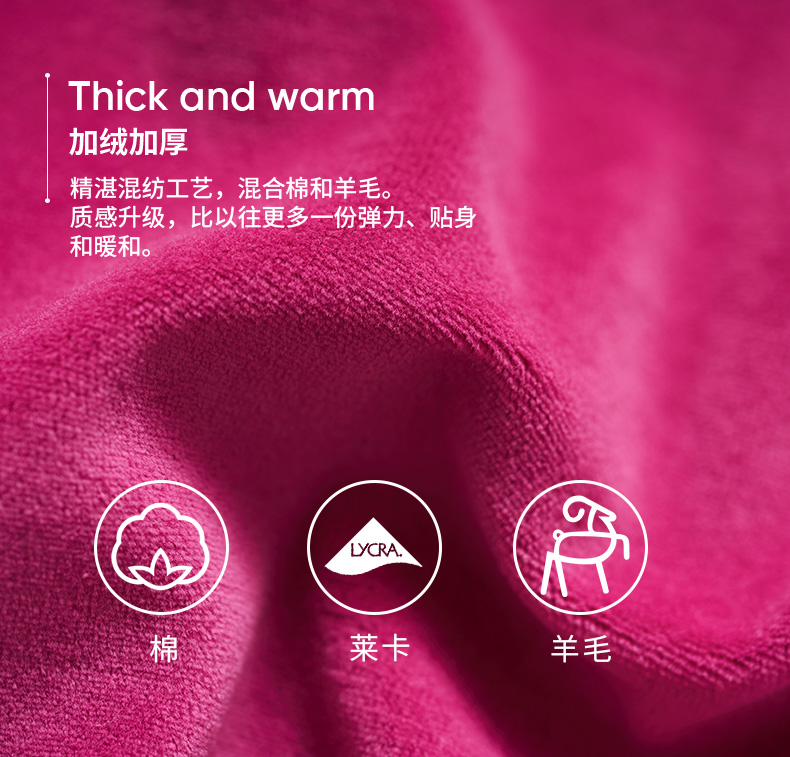 Thick and warm
加绒加厚
精湛混纺工艺，混合棉和羊毛。
质感升级，比以往更多一份弹力、贴身
和暖和。
LYCRA.
棉
莱卡
羊毛